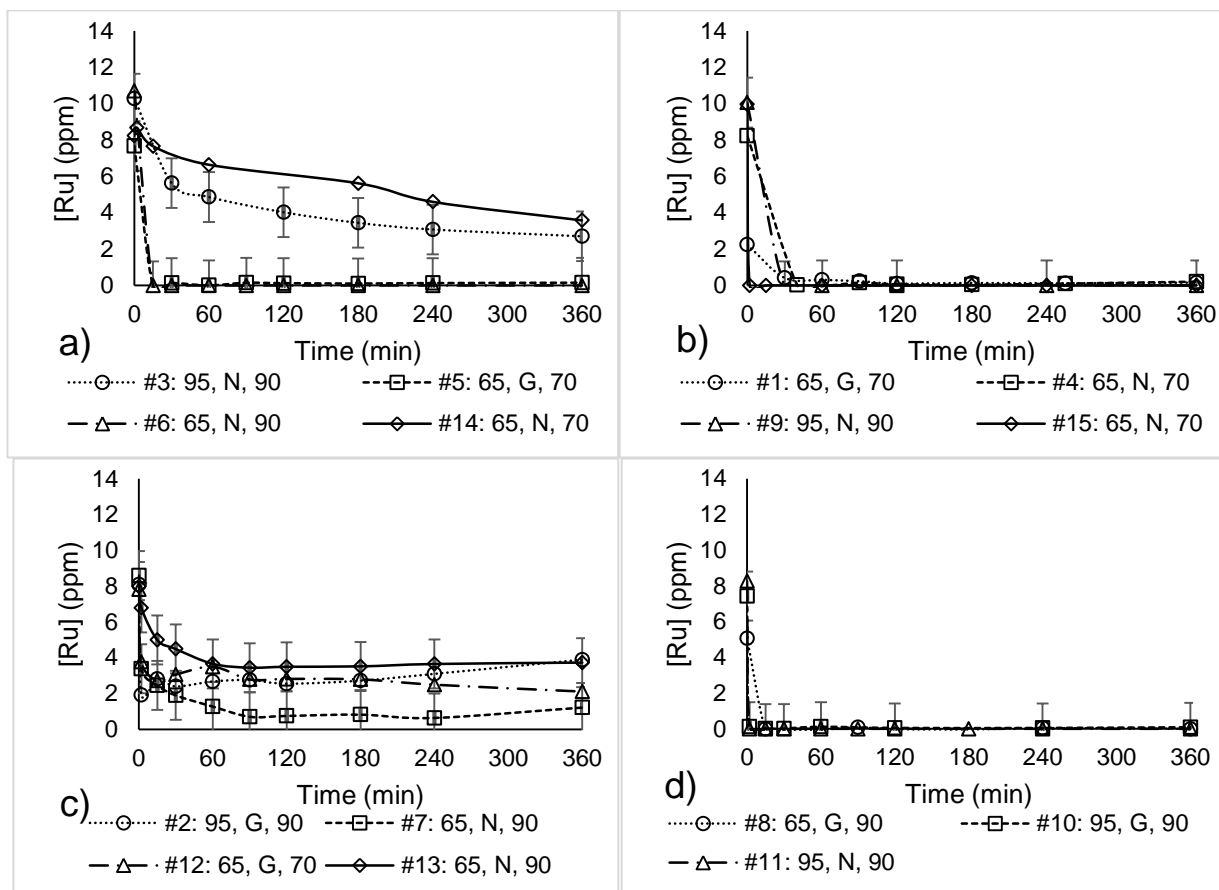 14
12
10
8
6
4
2
0
[Ru] (ppm)
0 60 120 180 240 300 360
Time (min)
a)
#3: 95, N, 90 #5: 65, G, 70
#6: 65, N, 90 #14: 65, N, 70
14
12
10
8
6
4
2
0
[Ru] (ppm)
0 60 120 180 240 300 360
Time (min)
b)
#1: 65, G, 70 #4: 65, N, 70
#9: 95, N, 90 #15: 65, N, 70
14
12
10
8
6
4
2
0
[Ru] (ppm)
0 60 120 180 240 300 360
Time (min)
c)
#2: 95, G, 90 #7: 65, N, 90
#12: 65, G, 70 #13: 65, N, 90
14
12
10
8
6
4
2
0
[Ru] (ppm)
0 60 120 180 240 300 360
Time (min)
d)
#8: 65, G, 90 #10: 95, G, 90
#11: 95, N, 90